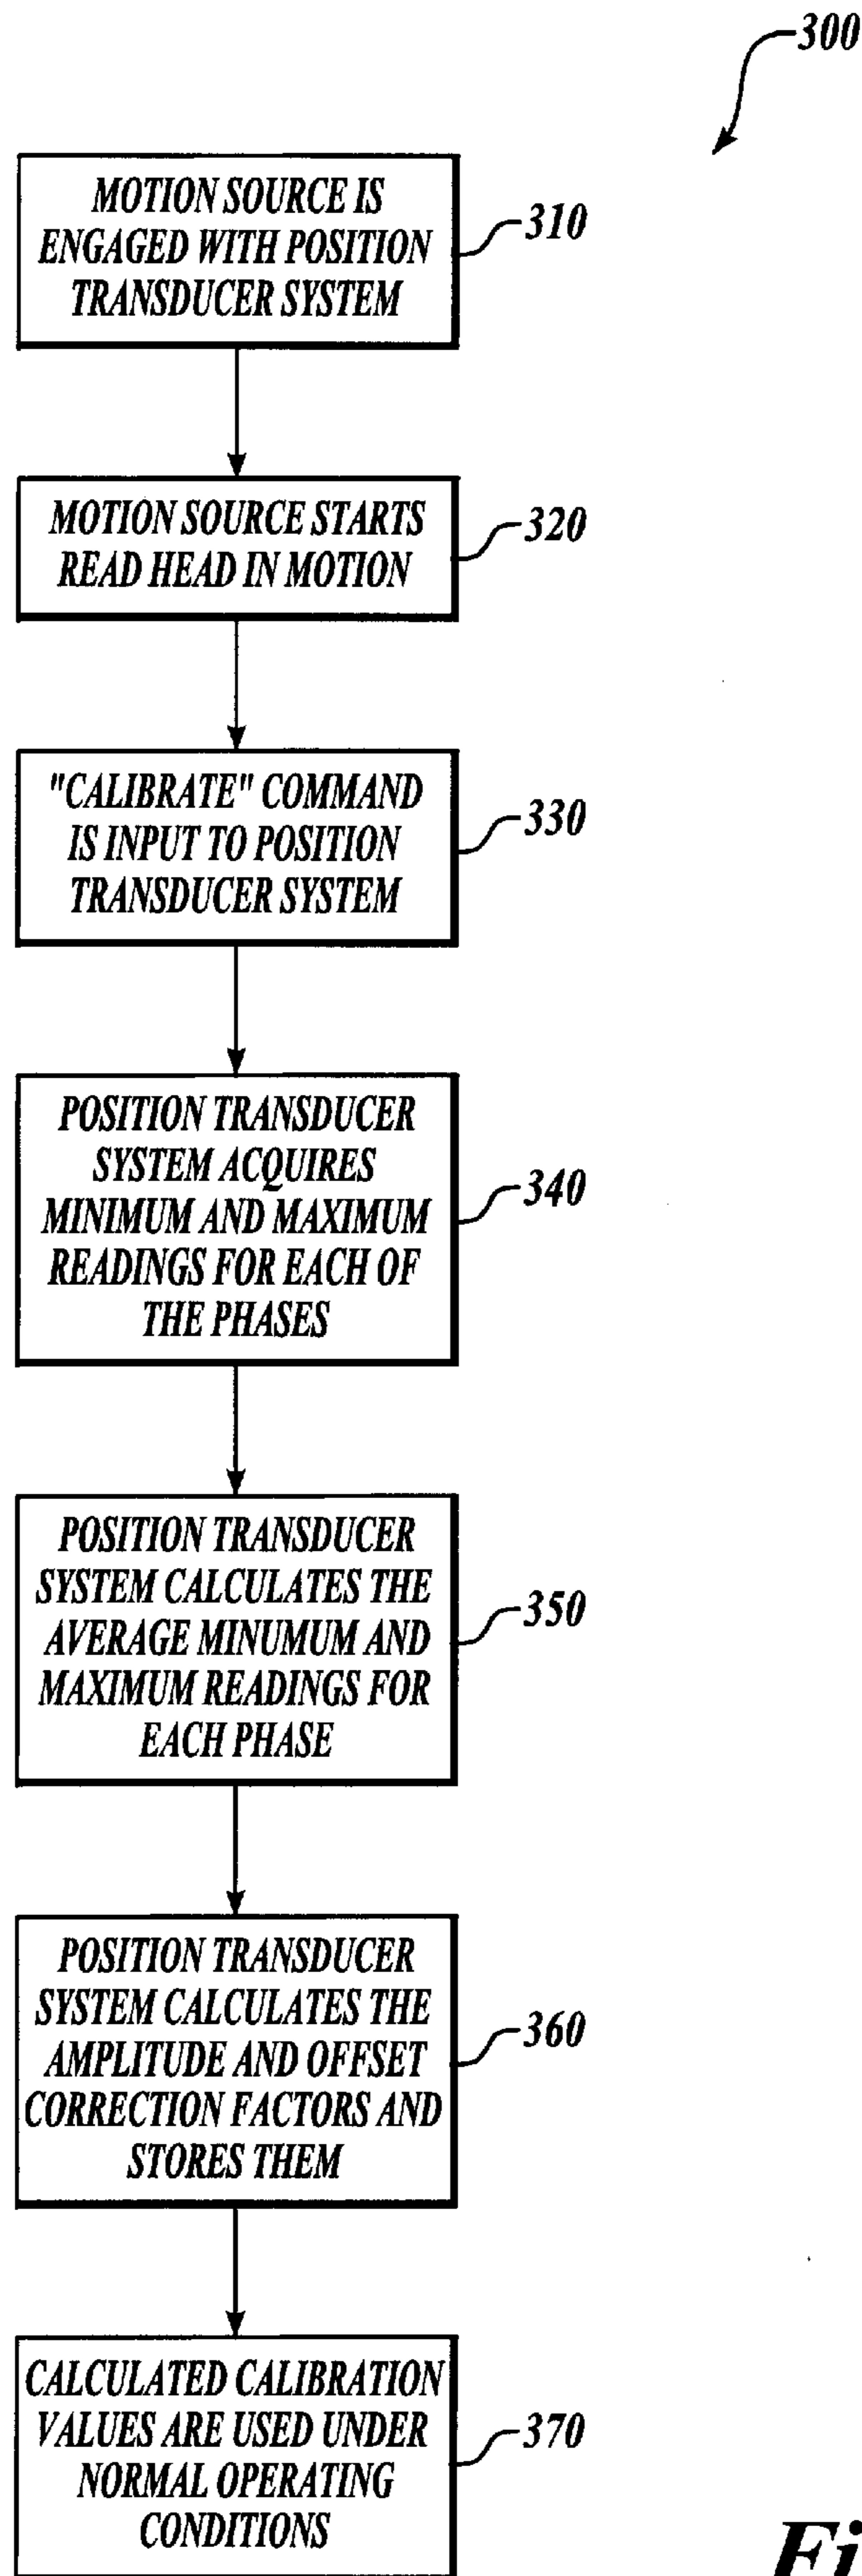 300
MOTION SOURCE IS
ENGAGED WITH POSITION
TRANSDUCER SYSTEM
310
MOTION SOURCE STARTS
READ HEAD IN MOTION
320
"CALIBRATE" COMMAND
IS INPUT TO POSITION
TRANSDUCER SYSTEM
330
POSITION TRANSDUCER
SYSTEM ACQUIRES
MINIMUM AND MAXIMUM
READINGS FOR EACH OF
THE PHASES
340
POSITION TRANSDUCER
SYSTEM CALCULATES THE
AVERAGE MINUMUM AND
MAXIMUM READINGS FOR
EACH PHASE
350
POSITION TRANSDUCER
SYSTEM CALCULATES THE
AMPLITUDE AND OFFSET
CORRECTION FACTORS AND
STORES THEM
360
CALCULATED CALIBRATION
VALUES ARE USED UNDER
NORMAL OPERATING
CONDITIONS
370